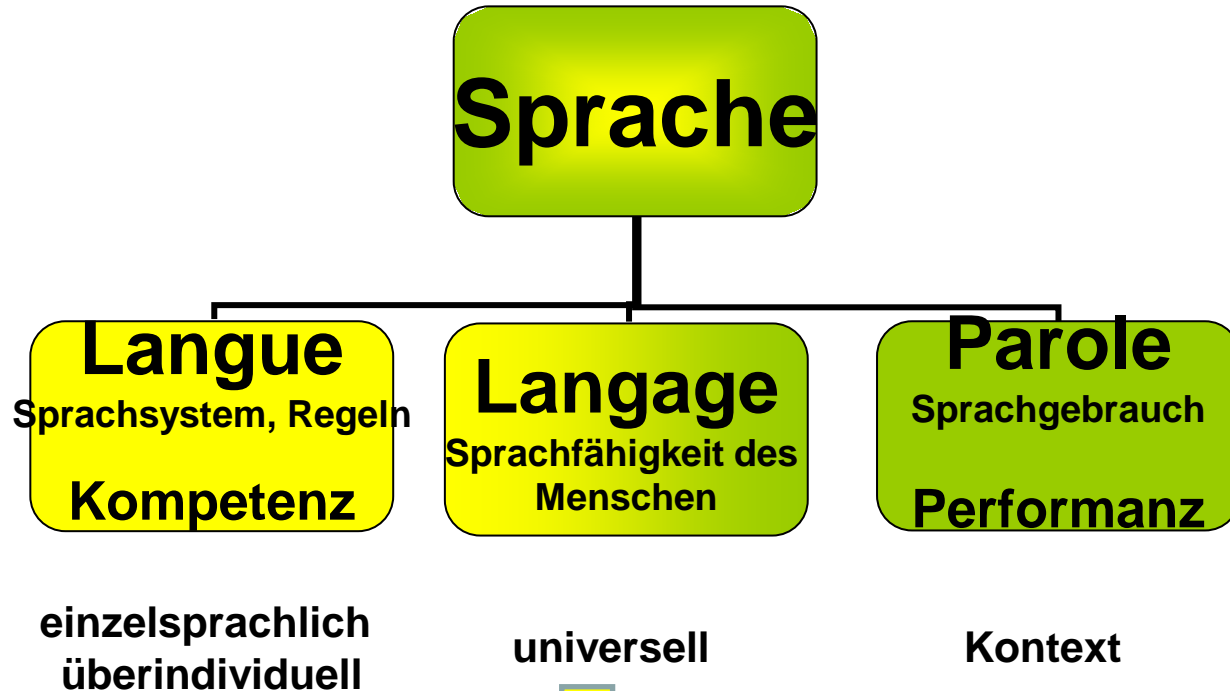 Sprache
Langue
Sprachsystem, Regeln
Kompetenz
Langage
Sprachfähigkeit des
Menschen
Parole
Sprachgebrauch
Performanz
einzelsprachlich
überindividuell
universell
Kontext